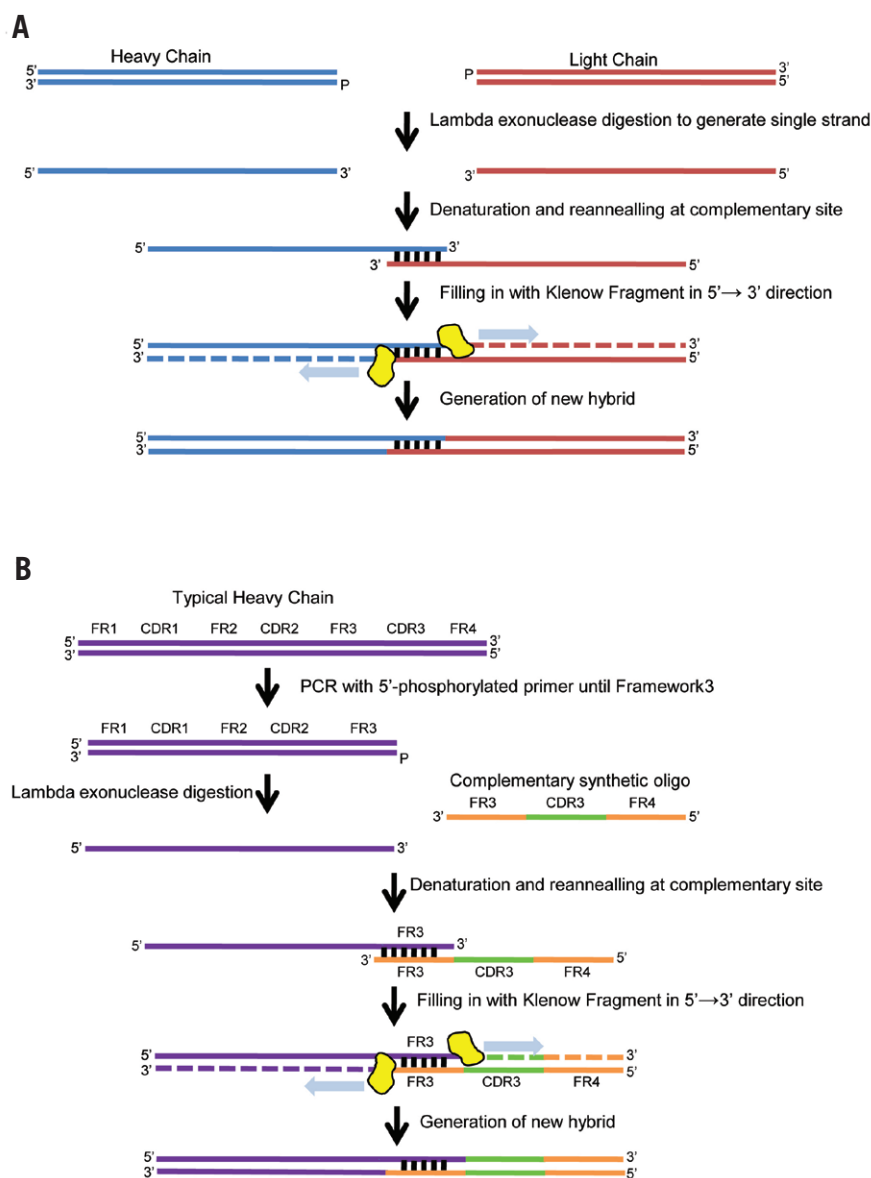 A
Heavy Chain
Light Chain
5’ P 3’
3’ P 5’
Lambda exonuclease digestion to generate single strand
5’ 3’ 3’ 5’
Denaturation and reannealling at complementary site
5’ 3’
3’ 5’
Filling in with Klenow Fragment in 5’→ 3’ direction
5’ 3’
3’ 5’
Generation of new hybrid
5’ 3’
3’ 5’
B
Typical Heavy Chain
FR1 CDR1 FR2 CDR2 FR3 CDR3 FR4
5’ 3’
3’ 5’
PCR with 5’-phosphorylated primer until Framework3
FR1 CDR1 FR2 CDR2 FR3
5’
3’ P
Lambda exonuclease digestion
Complementary synthetic oligo
FR3 CDR3 FR4
3’ 5’
5’ 3’
Denaturation and reannealling at complementary site
FR3
5’ 3’
3’ 5’
FR3 CDR3 FR4
Filling in with Klenow Fragment in 5’→3’ direction
FR3
5’ 3’
3’ 5’
FR3 CDR3 FR4
Generation of new hybrid
5’ 3’
3’ 5’